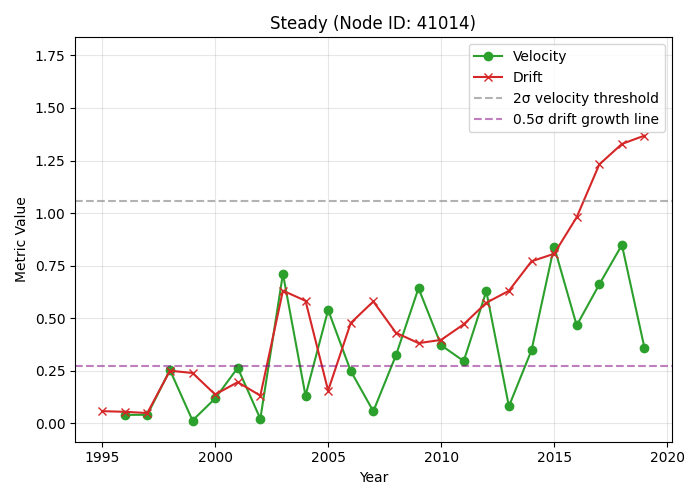 Steady (Node ID: 41014)
Velocity
Drift
2σ velocity threshold
0.5σ drift growth line
Metric Value
1.75
1.50
1.25
1.00
0.75
0.50
0.25
0.00
1995 2000 2005 2010 2015 2020
Year